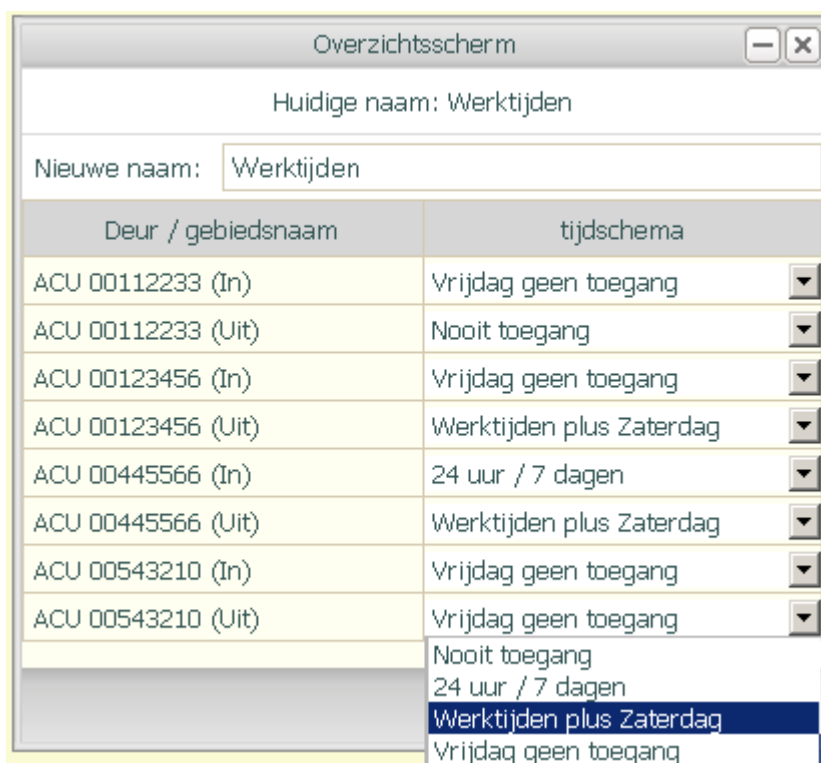 Overzichtsscherm
Huidige naam: Werktijden
Nieuwe naam: Werktijden
Deur / gebiedsnaam tijdschema
ACU 00112233 (In) Vrijdag geen toegang
ACU 00112233 (Uit) Nooit toegang
ACU 00123456 (In) Vrijdag geen toegang
ACU 00123456 (Uit) Werktijden plus Zaterdag
ACU 00445566 (In) 24 uur / 7 dagen
ACU 00445566 (Uit) Werktijden plus Zaterdag
ACU 00543210 (In) Vrijdag geen toegang
ACU 00543210 (Uit) Vrijdag geen toegang
Nooit toegang
24 uur / 7 dagen
Werktijden plus Zaterdag
Vrijdag geen toegang